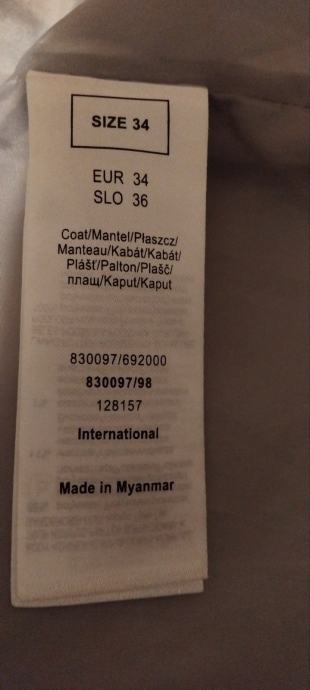 SIZE 34
EUR 34
SLO 36
Coat/Mantel/Płaszcz/
Manteau/Kabát/Kabát/
Plášť/Palton/Plašč/
плащ/Kaput/Kaput
830097/692000
830097/98
128157
International
Made in Myanmar